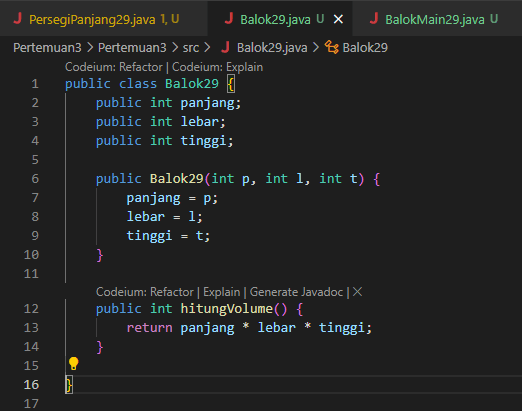 PersegiPanjang29.java 1, U Balok29.java U BalokMain29.java U
Pertemuan3 > Pertemuan3 > src > Balok29.java > Balok29
Codeium: Refactor | Codeium: Explain
1 public class Balok29 {
2 public int panjang;
3 public int lebar;
4 public int tinggi;
5
6 public Balok29(int p, int l, int t) {
7 panjang = p;
8 lebar = l;
9 tinggi = t;
10 }
11
Codeium: Refactor | Explain | Generate Javadoc | ×
12 public int hitungVolume() {
13 return panjang * lebar * tinggi;
14 }
15
16 }
17